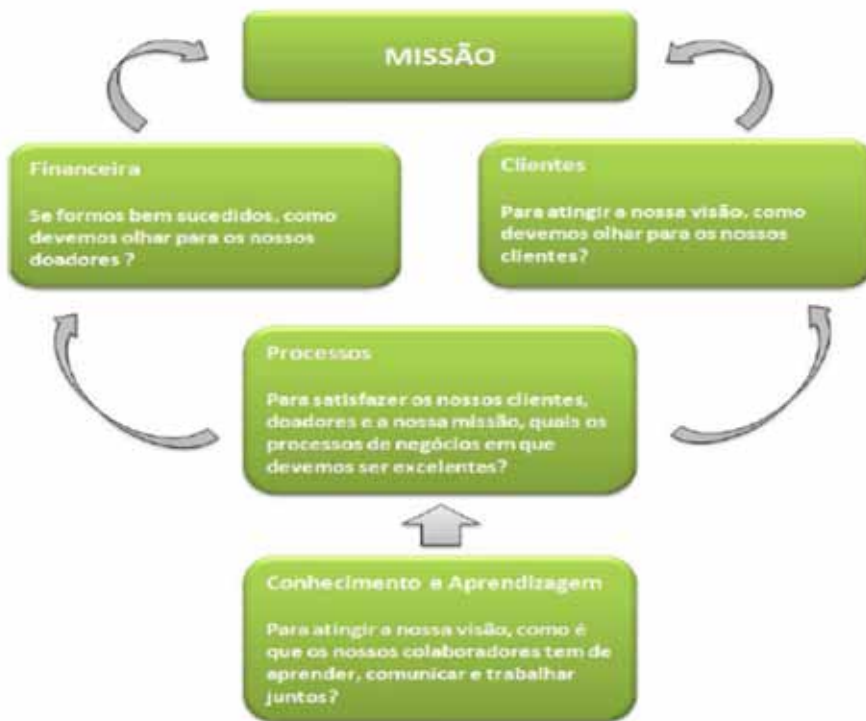 MISSÃO
Financeira
Se formos bem sucedidos, como
devemos olhar para os nossos
doadores ?
Clientes
Para atingir a nossa visão, como
devemos olhar para os nossos
clientes?
Processos
Para satisfazer os nossos clientes,
doadores e a nossa missão, quais os
processos de negócios em que
devemos ser excelentes?
Conhecimento e Aprendizagem
Para atingir a nossa visão, como é
que os nossos colaboradores tem de
aprender, comunicar e trabalhar
juntos?